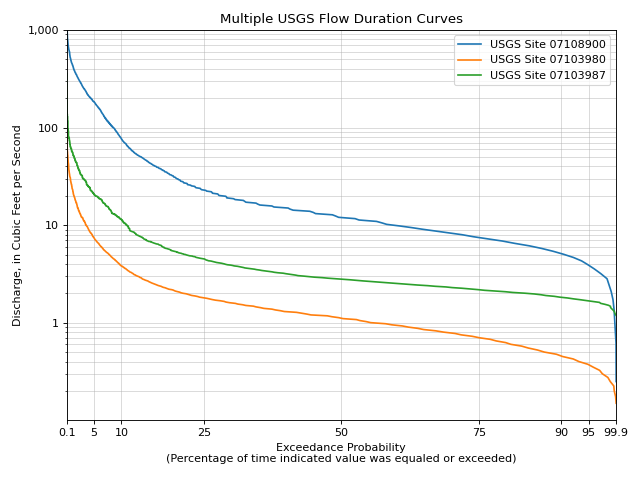 Multiple USGS Flow Duration Curves
USGS Site 07108900
USGS Site 07103980
USGS Site 07103987
Discharge, in Cubic Feet per Second
1,000
100
10
1
0.1 5 10 25 50 75 90 95 99.9
Exceedance Probability
(Percentage of time indicated value was equaled or exceeded)